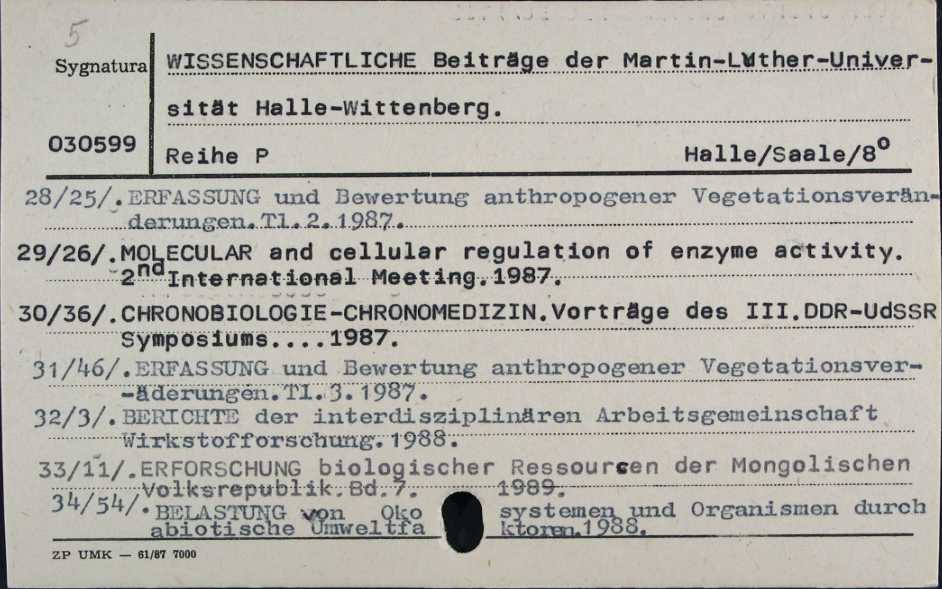 5
Sygnatura
WISSENSCHAFTLICHE Beiträge der Martin-Luther-Univer-
sität Halle-Wittenberg.
030599
Reihe P Halle/Saale/8º
28/25/.ERFASSUNG und Bewertung anthropogener Vegetationsverän-
derungen.Tl.2.1987.
29/26/.MOLECULAR and cellular regulation of enzyme activity.
2nd International Meeting.1987.
30/36/.CHRONOBIOLOGIE-CHRONOMEDIZIN.Vorträge des III.DDR-UdSSR
Symposiums....1987.
31/46/.ERFASSUNG und Bewertung anthropogener Vegetationsver-
-äderungen.Tl.3.1987.
32/3/.BERICHTE der interdisziplinären Arbeitsgemeinschaft
Wirkstofforschung.1988.
33/11/.ERFORSCHUNG biologischer Ressourcen der Mongolischen
Volksrepublik.Bd.7. 1989.
34/54/.BELASTUNG von Öko systemen und Organismen durch
abiotische Umweltfa ktoren.1988.
ZP UMK — 61/87 7000